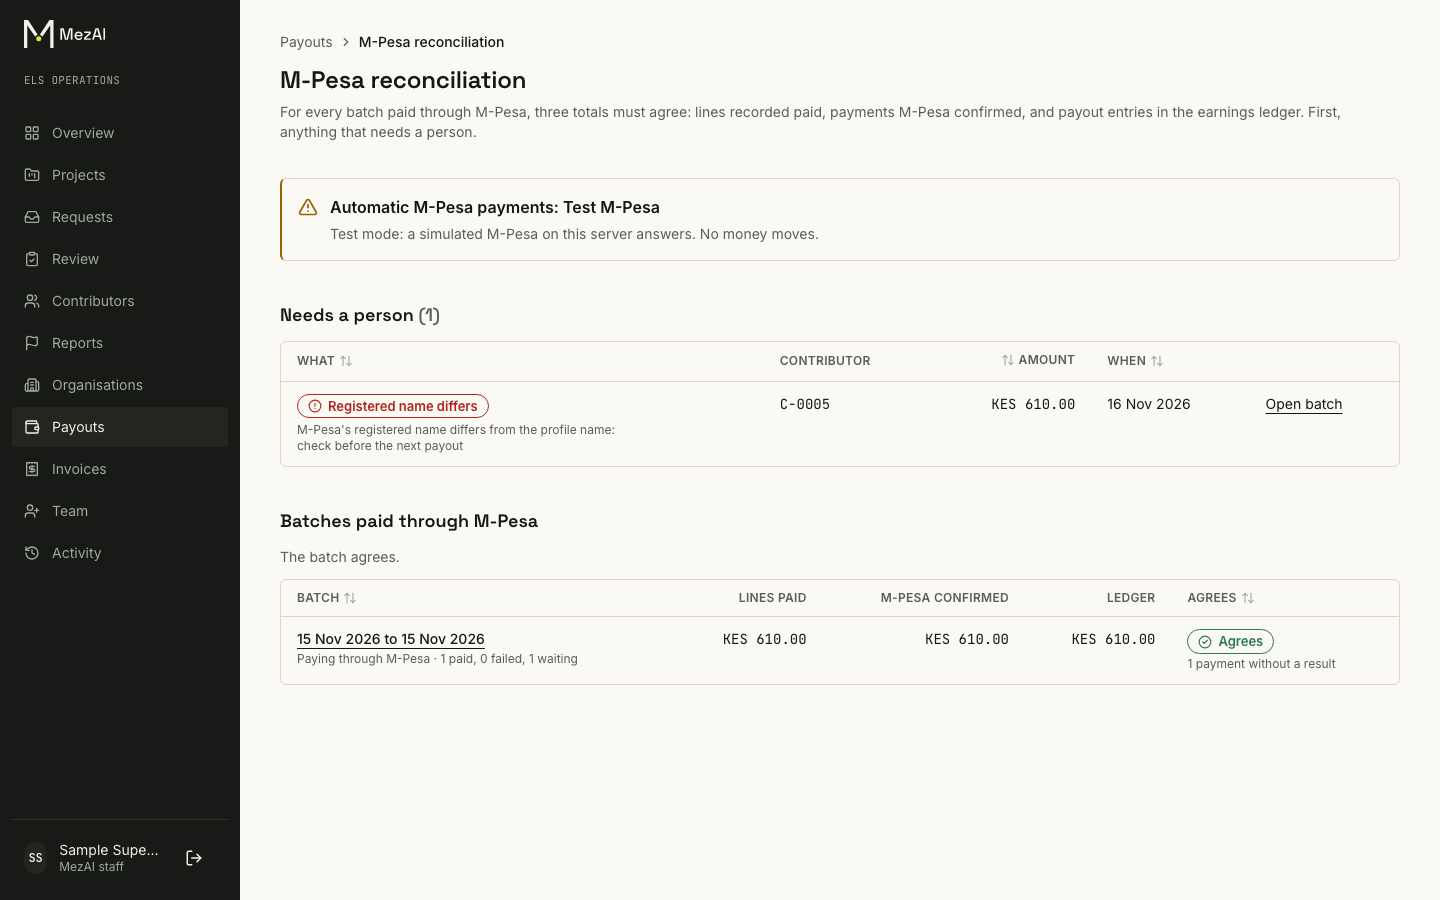 MezAI
ELS OPERATIONS
Overview
Projects
Requests
Review
Contributors
Reports
Organisations
Payouts
Invoices
Team
Activity
SS
Sample Supe...
MezAI staff
Payouts > M-Pesa reconciliation
M-Pesa reconciliation
For every batch paid through M-Pesa, three totals must agree: lines recorded paid, payments M-Pesa confirmed, and payout entries in the earnings ledger. First,
anything that needs a person.
Automatic M-Pesa payments: Test M-Pesa
Test mode: a simulated M-Pesa on this server answers. No money moves.
Needs a person (1)
WHAT CONTRIBUTOR AMOUNT WHEN
Registered name differs C-0005 KES 610.00 16 Nov 2026 Open batch
M-Pesa's registered name differs from the profile name:
check before the next payout
Batches paid through M-Pesa
The batch agrees.
BATCH LINES PAID M-PESA CONFIRMED LEDGER AGREES
15 Nov 2026 to 15 Nov 2026 KES 610.00 KES 610.00 KES 610.00 Agrees
Paying through M-Pesa · 1 paid, 0 failed, 1 waiting 1 payment without a result